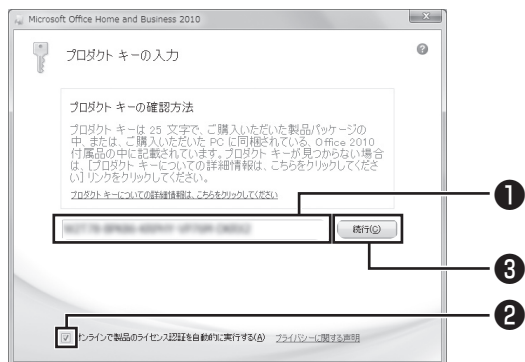 Microsoft Office Home and Business 2010
プロダクト キーの入力
プロダクト キーの確認方法
プロダクト キーは 25 文字で、ご購入いただいた製品パッケージの
中、または、ご購入いただいた PC に同梱されている、Office 2010
付属品の中に記載されています。プロダクト キーが見つからない場合
は、[プロダクト キーについての詳細情報は、こちらをクリックしてくださ
い] リンクをクリックしてください。
プロダクト キーについての詳細情報は、こちらをクリックしてください
❶
続行(C)
❸
❷
オンラインで製品のライセンス認証を自動的に実行する(A) プライバシーに関する声明